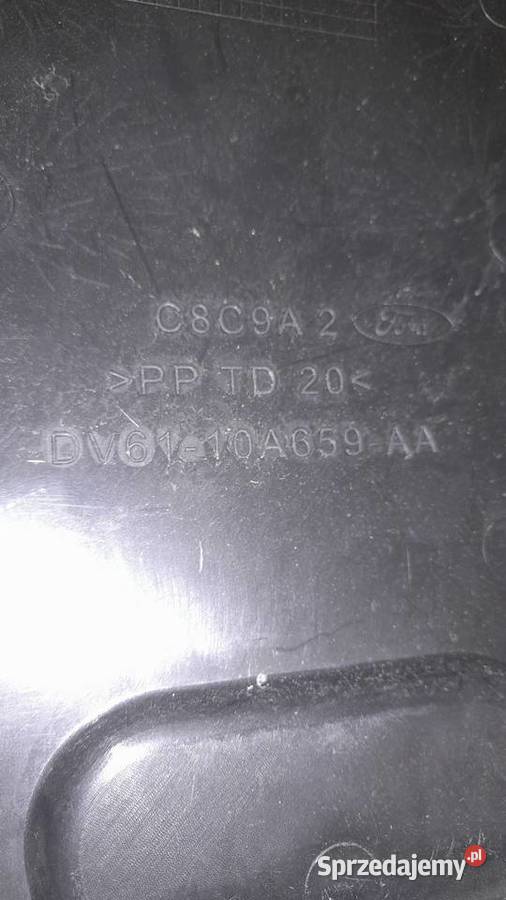 C8C9A 2 Ford
>PP TD 20<
DV61-10A659-AA
Sprzedajemy.pl